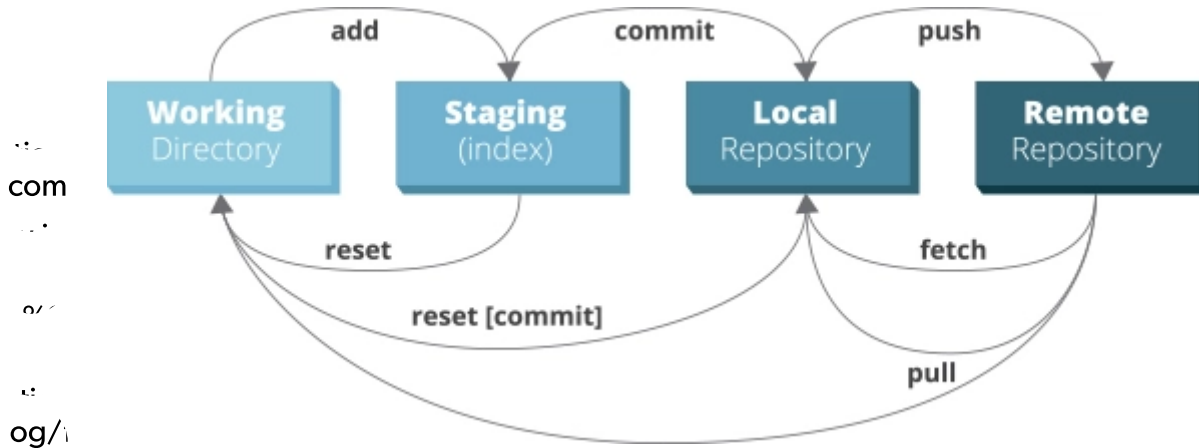 add commit push
Working Staging Local Remote
Directory (index) Repository Repository
com
reset fetch
reset [commit]
pull
og/